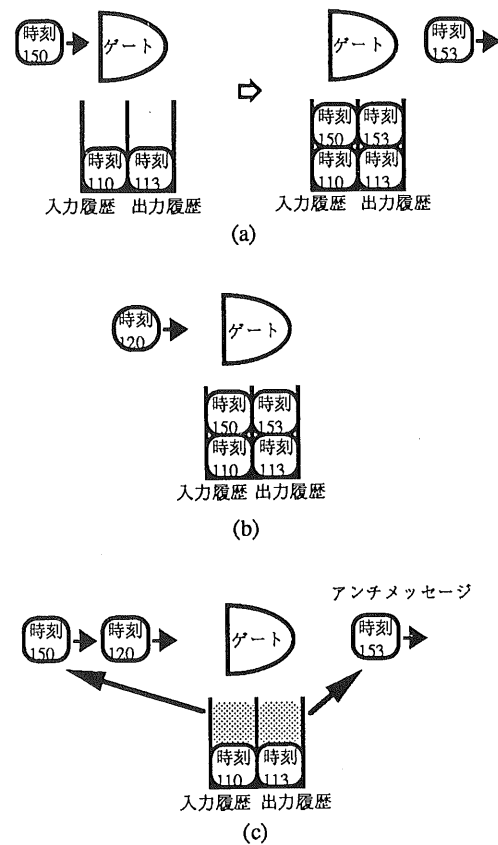 時刻
150
ゲート
時刻
110
時刻
113
入力履歴 出力履歴
ゲート
時刻
153
時刻
150
時刻
153
時刻
110
時刻
113
入力履歴 出力履歴
(a)
時刻
120
ゲート
時刻
150
時刻
153
時刻
110
時刻
113
入力履歴 出力履歴
(b)
アンチメッセージ
時刻
150
時刻
120
ゲート
時刻
153
時刻
110
時刻
113
入力履歴 出力履歴
(c)